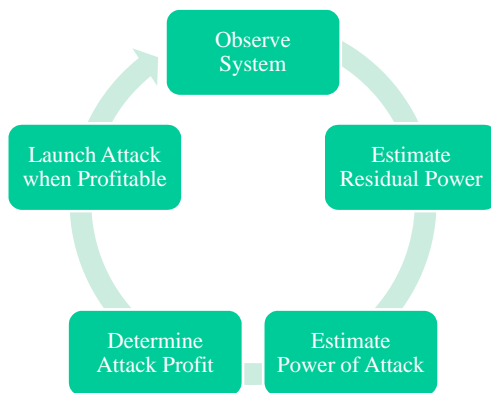 Observe
System
Estimate
Residual Power
Estimate
Power of Attack
Determine
Attack Profit
Launch Attack
when Profitable